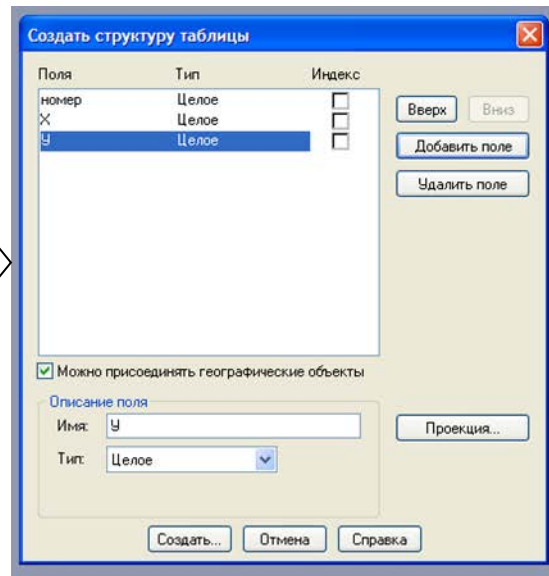 Создать структуру таблицы
Поля Тип Индекс
номер Целое
X Целое
У Целое
Вверх Вниз
Добавить поле
Удалить поле
Можно присоединять географические объекты
Описание поля
Имя: У
Тип: Целое
Проекция...
Создать... Отмена Справка